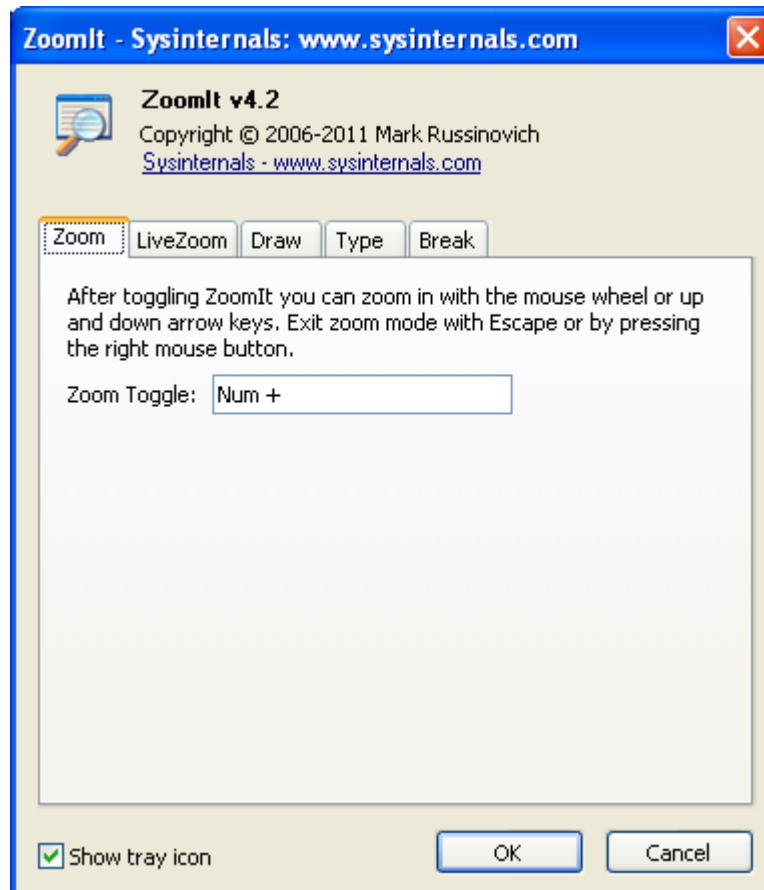 ZoomIt - Sysinternals: www.sysinternals.com
ZoomIt v4.2
Copyright © 2006-2011 Mark Russinovich
Sysinternals - www.sysinternals.com
Zoom LiveZoom Draw Type Break
After toggling ZoomIt you can zoom in with the mouse wheel or up
and down arrow keys. Exit zoom mode with Escape or by pressing
the right mouse button.
Zoom Toggle: Num +
Show tray icon OK Cancel